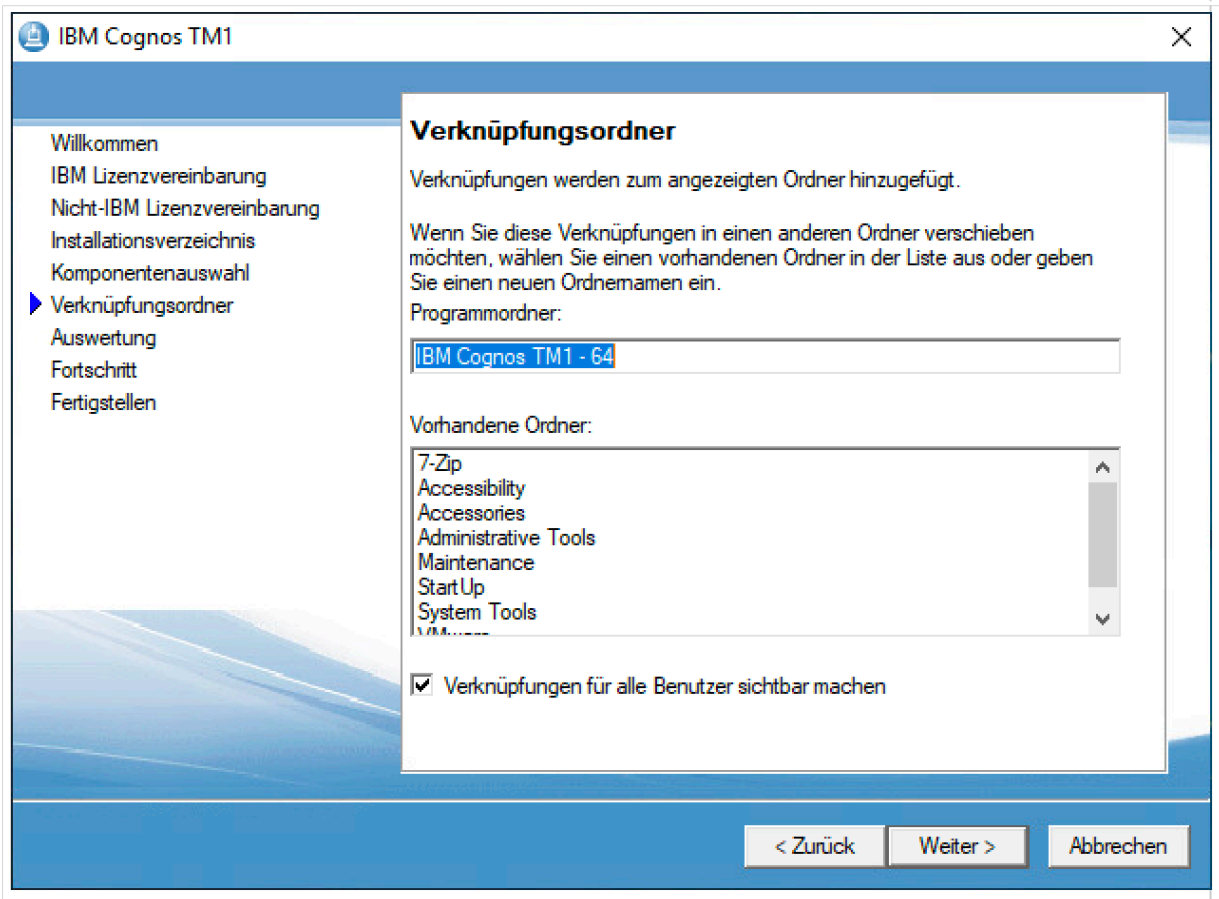 IBM Cognos TM1
Willkommen
IBM Lizenzvereinbarung
Nicht-IBM Lizenzvereinbarung
Installationsverzeichnis
Komponentenauswahl
Verknüpfungsordner
Auswertung
Fortschritt
Fertigstellen
Verknüpfungsordner
Verknüpfungen werden zum angezeigten Ordner hinzugefügt.
Wenn Sie diese Verknüpfungen in einen anderen Ordner verschieben
möchten, wählen Sie einen vorhandenen Ordner in der Liste aus oder geben
Sie einen neuen Ordnernamen ein.
Programmordner:
IBM Cognos TM1 - 64
Vorhandene Ordner:
7-Zip
Accessibility
Accessories
Administrative Tools
Maintenance
StartUp
System Tools
VMware
Verknüpfungen für alle Benutzer sichtbar machen
< Zurück
Weiter >
Abbrechen